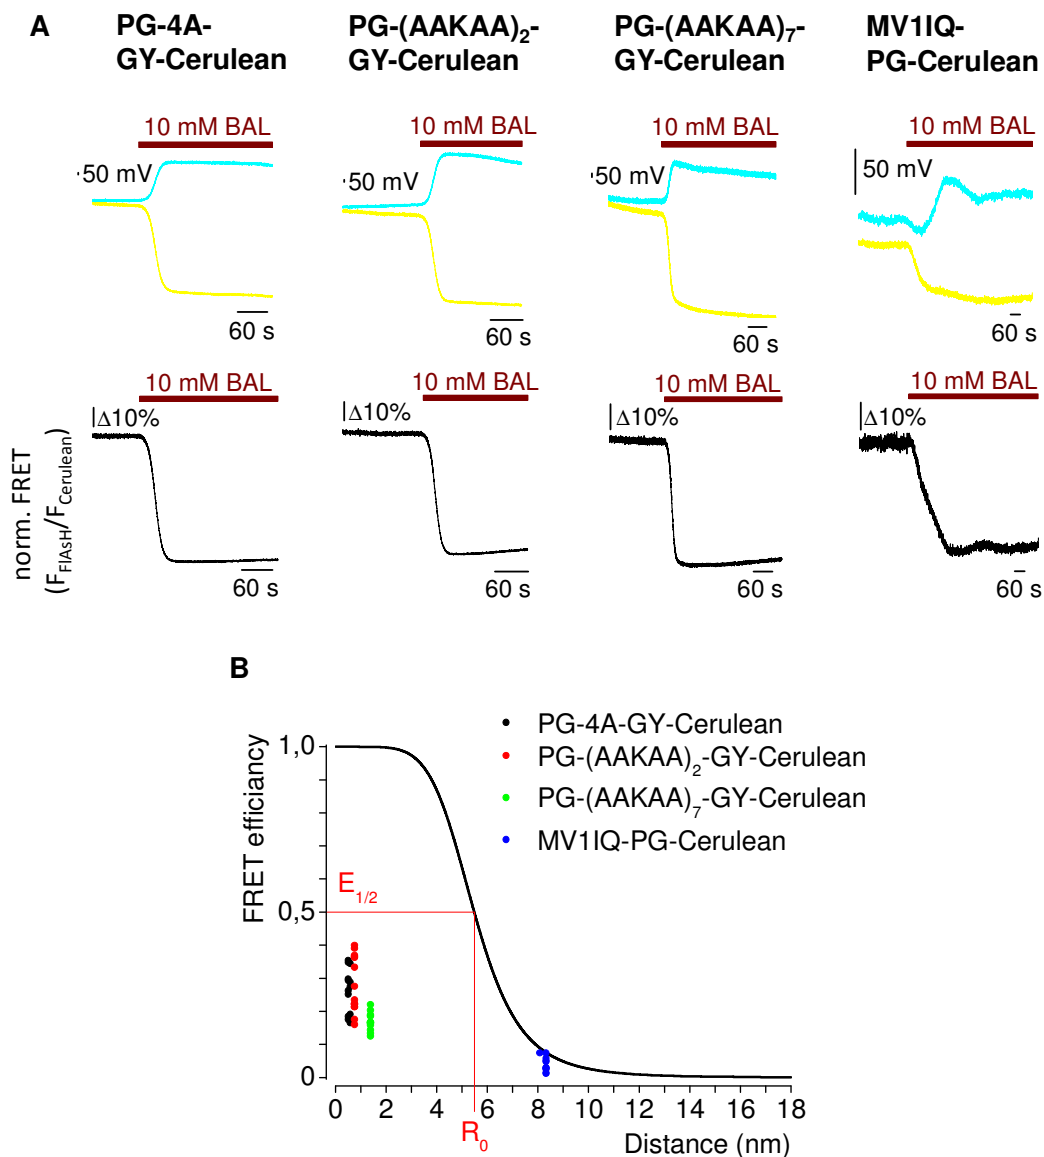 A
PG-4A-
GY-Cerulean
PG-(AAKAA)2-
GY-Cerulean
PG-(AAKAA)7-
GY-Cerulean
MV1IQ-
PG-Cerulean
10 mM BAL
10 mM BAL
10 mM BAL
10 mM BAL
50 mV
50 mV
50 mV
50 mV
60 s
60 s
60 s
60 s
10 mM BAL
10 mM BAL
10 mM BAL
10 mM BAL
Δ10%
Δ10%
Δ10%
Δ10%
norm. FRET
(FFlAsH/FCerulean)
60 s
60 s
60 s
60 s
B
FRET efficiancy
1,0
0,5
0
E1/2
PG-4A-GY-Cerulean
PG-(AAKAA)2-GY-Cerulean
PG-(AAKAA)7-GY-Cerulean
MV1IQ-PG-Cerulean
0 2 4 6 8 10 12 14 16 18
R0
Distance (nm)